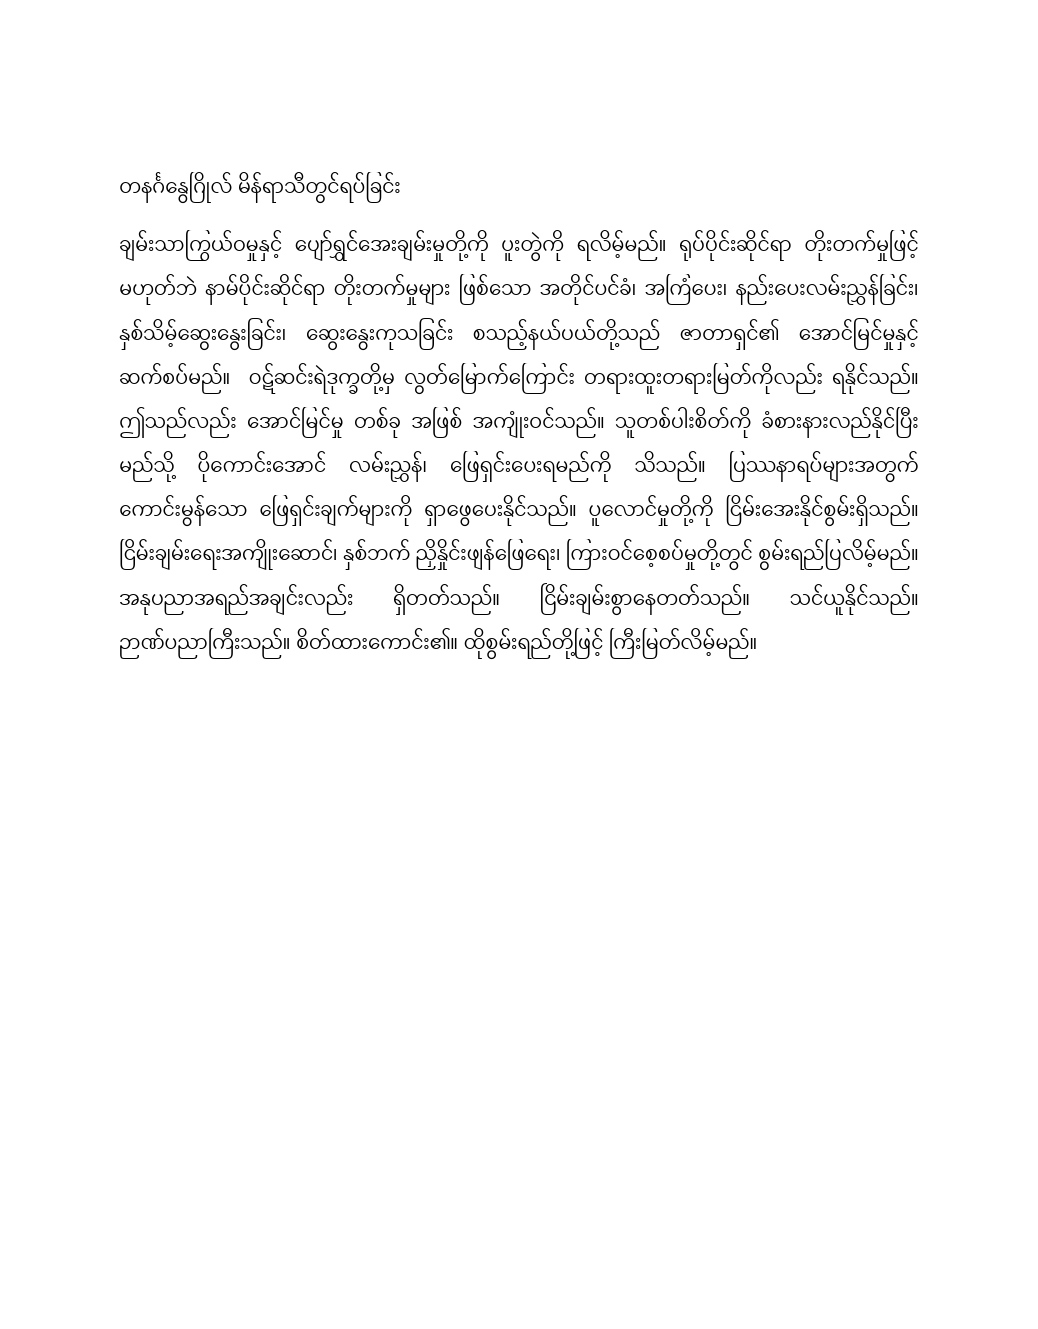 တနင်္ဂနွေဂြိုလ် မိန်ရာသီတွင်ရပ်ခြင်း
ချမ်းသာကြွယ်ဝမှုနှင့် ပျော်ရွှင်အေးချမ်းမှုတို့ကို ပူးတွဲကို ရလိမ့်မည်။ ရုပ်ပိုင်းဆိုင်ရာ တိုးတက်မှုဖြင့်
မဟုတ်ဘဲ နာမ်ပိုင်းဆိုင်ရာ တိုးတက်မှုများ ဖြစ်သော အတိုင်ပင်ခံ၊ အကြံပေး၊ နည်းပေးလမ်းညွှန်ခြင်း၊
နှစ်သိမ့်ဆွေးနွေးခြင်း၊ ဆွေးနွေးကုသခြင်း စသည့်နယ်ပယ်တို့သည် ဇာတာရှင်၏ အောင်မြင်မှုနှင့်
ဆက်စပ်မည်။ ဝဋ်ဆင်းရဲဒုက္ခတို့မှ လွတ်မြောက်ကြောင်း တရားထူးတရားမြတ်ကိုလည်း ရနိုင်သည်။
ဤသည်လည်း အောင်မြင်မှု တစ်ခု အဖြစ် အကျုံးဝင်သည်။ သူတစ်ပါးစိတ်ကို ခံစားနားလည်နိုင်ပြီး
မည်သို့ ပိုကောင်းအောင် လမ်းညွှန်၊ ဖြေရှင်းပေးရမည်ကို သိသည်။ ပြဿနာရပ်များအတွက်
ကောင်းမွန်သော ဖြေရှင်းချက်များကို ရှာဖွေပေးနိုင်သည်။ ပူလောင်မှုတို့ကို ငြိမ်းအေးနိုင်စွမ်းရှိသည်။
ငြိမ်းချမ်းရေးအကျိုးဆောင်၊ နှစ်ဘက် ညှိနှိုင်းဖျန်ဖြေရေး၊ ကြားဝင်စေ့စပ်မှုတို့တွင် စွမ်းရည်ပြလိမ့်မည်။
အနုပညာအရည်အချင်းလည်း ရှိတတ်သည်။ ငြိမ်းချမ်းစွာနေတတ်သည်။ သင်ယူနိုင်သည်။
ဉာဏ်ပညာကြီးသည်။ စိတ်ထားကောင်း၏။ ထိုစွမ်းရည်တို့ဖြင့် ကြီးမြတ်လိမ့်မည်။